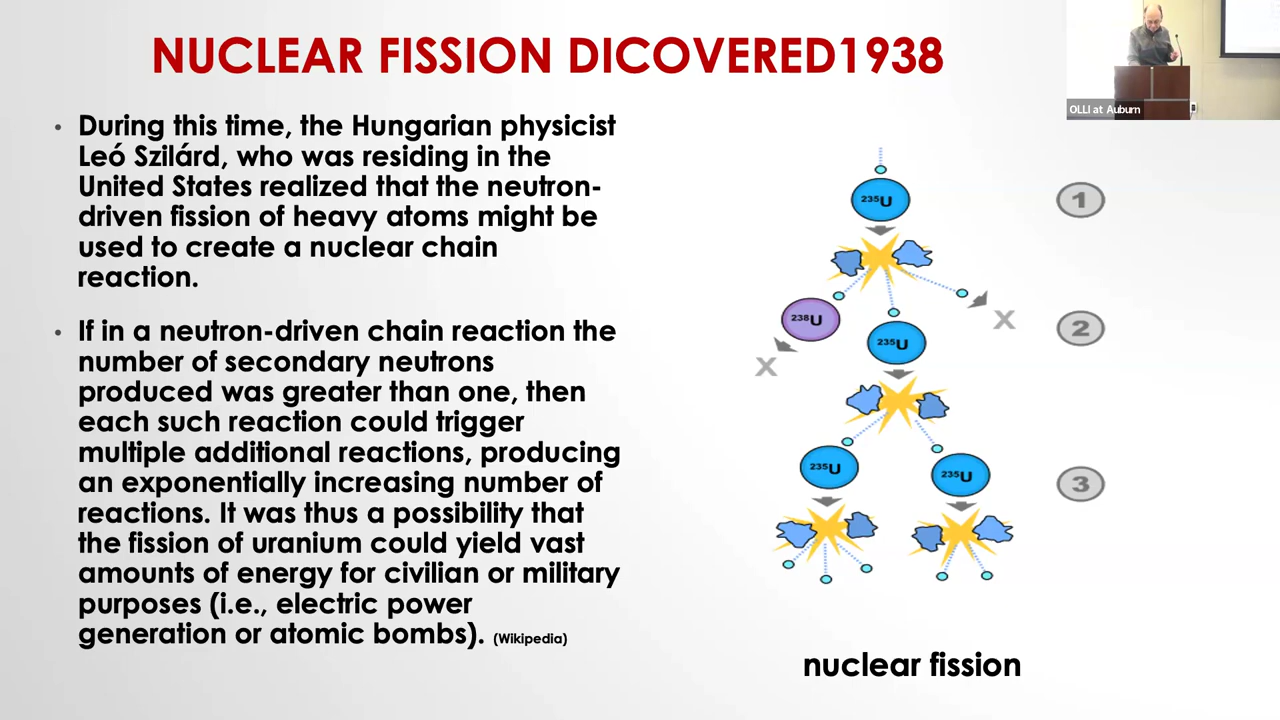 NUCLEAR FISSION DICOVERED1938
OLLI at Auburn
• During this time, the Hungarian physicist
Leó Szilárd, who was residing in the
United States realized that the neutron-
driven fission of heavy atoms might be
used to create a nuclear chain
reaction.
• If in a neutron-driven chain reaction the
number of secondary neutrons
produced was greater than one, then
each such reaction could trigger
multiple additional reactions, producing
an exponentially increasing number of
reactions. It was thus a possibility that
the fission of uranium could yield vast
amounts of energy for civilian or military
purposes (i.e., electric power
generation or atomic bombs). (Wikipedia)
²³⁵U
1
²³⁸U
X
2
²³⁵U
X
²³⁵U
²³⁵U
3
nuclear fission